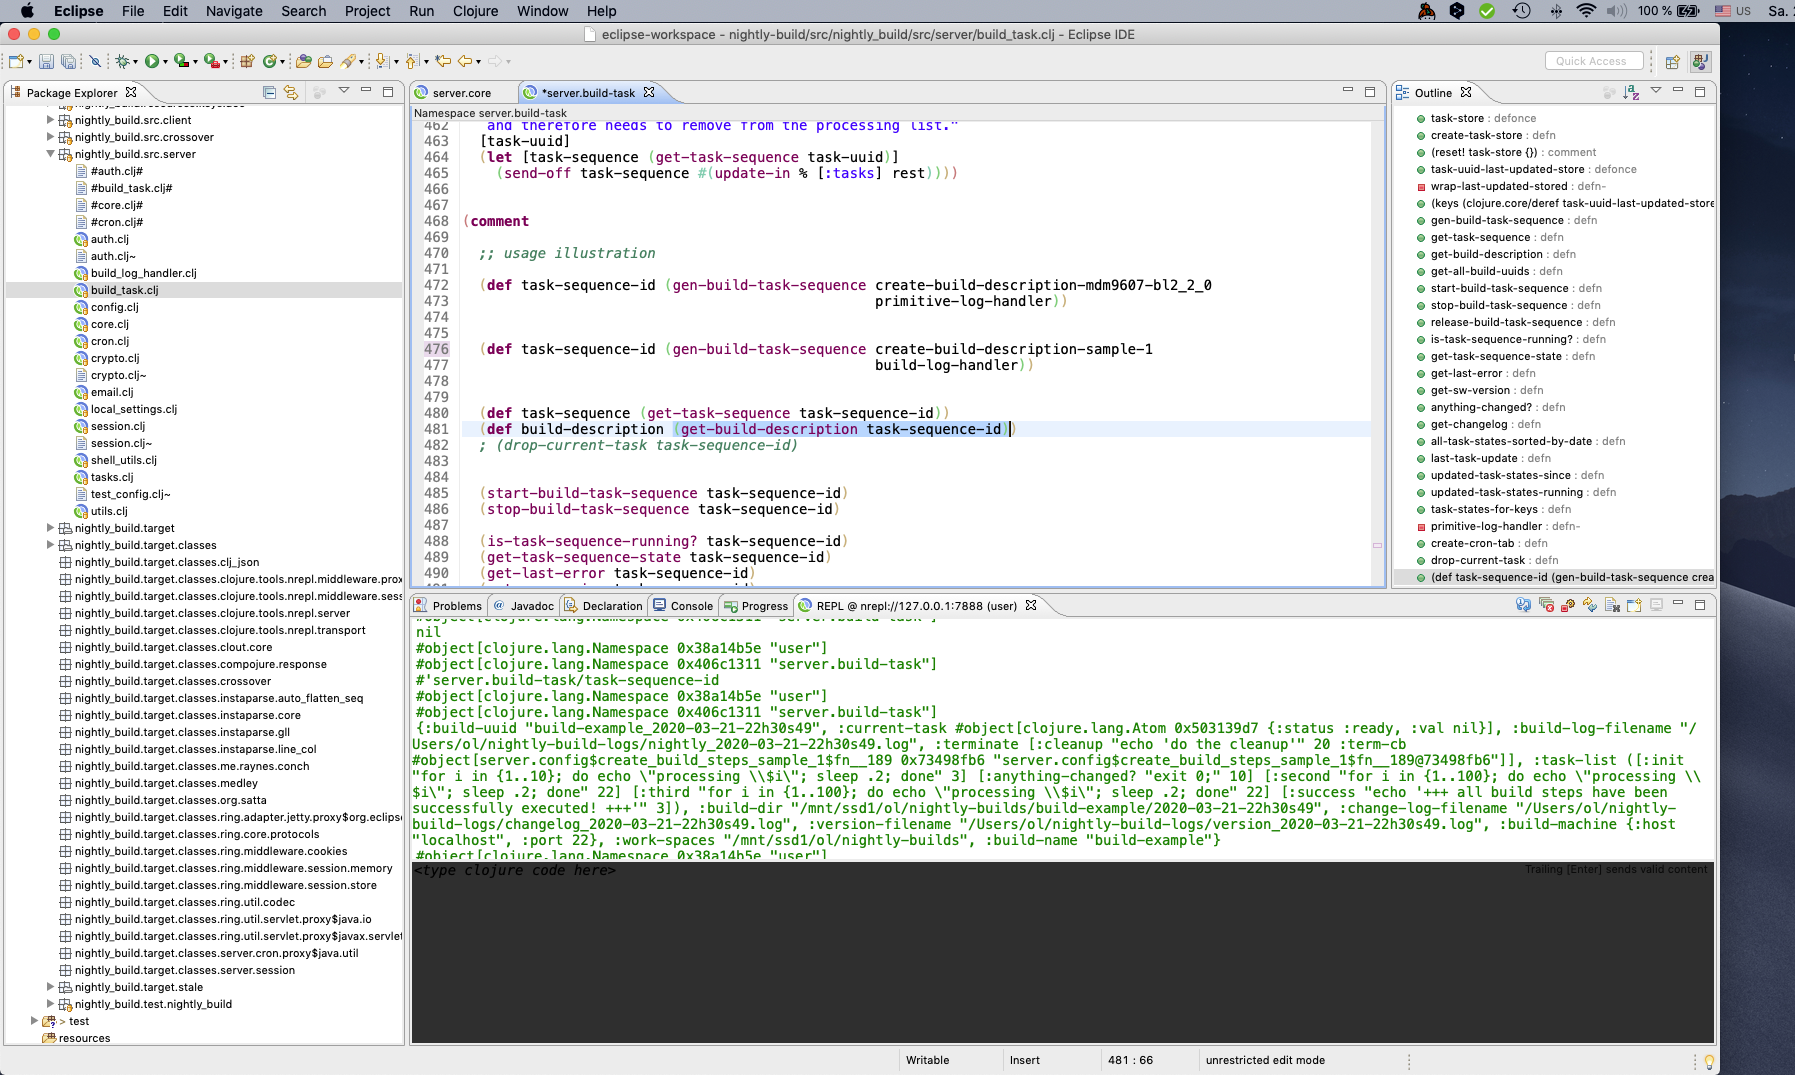 Eclipse File Edit Navigate Search Project Run Clojure Window Help 100 % US Sa.
eclipse-workspace - nightly-build/src/nightly_build/src/server/build_task.clj - Eclipse IDE
Quick Access
Package Explorer
nightly_build.src.client
nightly_build.src.crossover
nightly_build.src.server
#auth.clj#
#build_task.clj#
#core.clj#
#cron.clj#
auth.clj
auth.clj~
build_log_handler.clj
build_task.clj
config.clj
core.clj
cron.clj
crypto.clj
crypto.clj~
email.clj
local_settings.clj
session.clj
session.clj~
shell_utils.clj
tasks.clj
test_config.clj~
utils.clj
nightly_build.target
nightly_build.target.classes
nightly_build.target.classes.clj_json
nightly_build.target.classes.clojure.tools.nrepl.middleware.prox
nightly_build.target.classes.clojure.tools.nrepl.middleware.sess
nightly_build.target.classes.clojure.tools.nrepl.server
nightly_build.target.classes.clojure.tools.nrepl.transport
nightly_build.target.classes.clout.core
nightly_build.target.classes.compojure.response
nightly_build.target.classes.crossover
nightly_build.target.classes.instaparse.auto_flatten_seq
nightly_build.target.classes.instaparse.core
nightly_build.target.classes.instaparse.gll
nightly_build.target.classes.instaparse.line_col
nightly_build.target.classes.me.raynes.conch
nightly_build.target.classes.medley
nightly_build.target.classes.org.satta
nightly_build.target.classes.ring.adapter.jetty.proxy$org.eclips
nightly_build.target.classes.ring.core.protocols
nightly_build.target.classes.ring.middleware.cookies
nightly_build.target.classes.ring.middleware.session.memory
nightly_build.target.classes.ring.middleware.session.store
nightly_build.target.classes.ring.util.codec
nightly_build.target.classes.ring.util.servlet.proxy$java.io
nightly_build.target.classes.ring.util.servlet.proxy$javax.servlet
nightly_build.target.classes.server.cron.proxy$java.util
nightly_build.target.classes.server.session
nightly_build.target.stale
nightly_build.test.nightly_build
> test
resources
server.core *server.build-task
Namespace server.build-task
462 and therefore needs to remove from the processing list."
463 [task-uuid]
464 (let [task-sequence (get-task-sequence task-uuid)]
465 (send-off task-sequence #(update-in % [:tasks] rest))))
466
467
468 (comment
469
470 ;; usage illustration
471
472 (def task-sequence-id (gen-build-task-sequence create-build-description-mdm9607-bl2_2_0
473 primitive-log-handler))
474
475
476 (def task-sequence-id (gen-build-task-sequence create-build-description-sample-1
477 build-log-handler))
478
479
480 (def task-sequence (get-task-sequence task-sequence-id))
481 (def build-description (get-build-description task-sequence-id))
482 ; (drop-current-task task-sequence-id)
483
484
485 (start-build-task-sequence task-sequence-id)
486 (stop-build-task-sequence task-sequence-id)
487
488 (is-task-sequence-running? task-sequence-id)
489 (get-task-sequence-state task-sequence-id)
490 (get-last-error task-sequence-id)
Outline
task-store : defonce
create-task-store : defn
(reset! task-store {}) : comment
task-uuid-last-updated-store : defonce
wrap-last-updated-stored : defn-
(keys (clojure.core/deref task-uuid-last-updated-store
gen-build-task-sequence : defn
get-task-sequence : defn
get-build-description : defn
get-all-build-uuids : defn
start-build-task-sequence : defn
stop-build-task-sequence : defn
release-build-task-sequence : defn
is-task-sequence-running? : defn
get-task-sequence-state : defn
get-last-error : defn
get-sw-version : defn
anything-changed? : defn
get-changelog : defn
all-task-states-sorted-by-date : defn
last-task-update : defn
updated-task-states-since : defn
updated-task-states-running : defn
task-states-for-keys : defn
primitive-log-handler : defn-
create-cron-tab : defn
drop-current-task : defn
(def task-sequence-id (gen-build-task-sequence crea
Problems Javadoc Declaration Console Progress REPL @ nrepl://127.0.0.1:7888 (user)
nil
#object[clojure.lang.Namespace 0x38a14b5e "user"]
#object[clojure.lang.Namespace 0x406c1311 "server.build-task"]
#'server.build-task/task-sequence-id
#object[clojure.lang.Namespace 0x38a14b5e "user"]
#object[clojure.lang.Namespace 0x406c1311 "server.build-task"]
{:build-uuid "build-example_2020-03-21-22h30s49", :current-task #object[clojure.lang.Atom 0x503139d7 {:status :ready, :val nil}], :build-log-filename "/
Users/ol/nightly-build-logs/nightly_2020-03-21-22h30s49.log", :terminate [:cleanup "echo 'do the cleanup'" 20 :term-cb
#object[server.config$create_build_steps_sample_1$fn__189 0x73498fb6 "server.config$create_build_steps_sample_1$fn__189@73498fb6"]], :task-list ([:init
"for i in {1..10}; do echo \"processing \\$i\"; sleep .2; done" 3] [:anything-changed? "exit 0;" 10] [:second "for i in {1..100}; do echo \"processing \\
$i\"; sleep .2; done" 22] [:third "for i in {1..100}; do echo \"processing \\$i\"; sleep .2; done" 22] [:success "echo '+++ all build steps have been
successfully executed! +++'" 3]), :build-dir "/mnt/ssd1/ol/nightly-builds/build-example/2020-03-21-22h30s49", :change-log-filename "/Users/ol/nightly-
build-logs/changelog_2020-03-21-22h30s49.log", :version-filename "/Users/ol/nightly-build-logs/version_2020-03-21-22h30s49.log", :build-machine {:host
"localhost", :port 22}, :work-spaces "/mnt/ssd1/ol/nightly-builds", :build-name "build-example"}
#object[clojure.lang.Namespace 0x38a14b5e "user"]
<type clojure code here> Trailing [Enter] sends valid content
Writable Insert 481 : 66 unrestricted edit mode